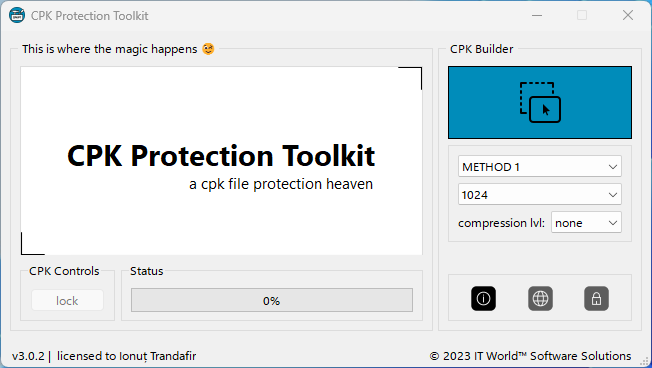 CPK Protection Toolkit
This is where the magic happens 😉
CPK Protection Toolkit
a cpk file protection heaven
CPK Controls
lock
Status
0%
CPK Builder
METHOD 1
1024
compression lvl: none
v3.0.2 | licensed to Ionuț Trandafir
© 2023 IT World™ Software Solutions